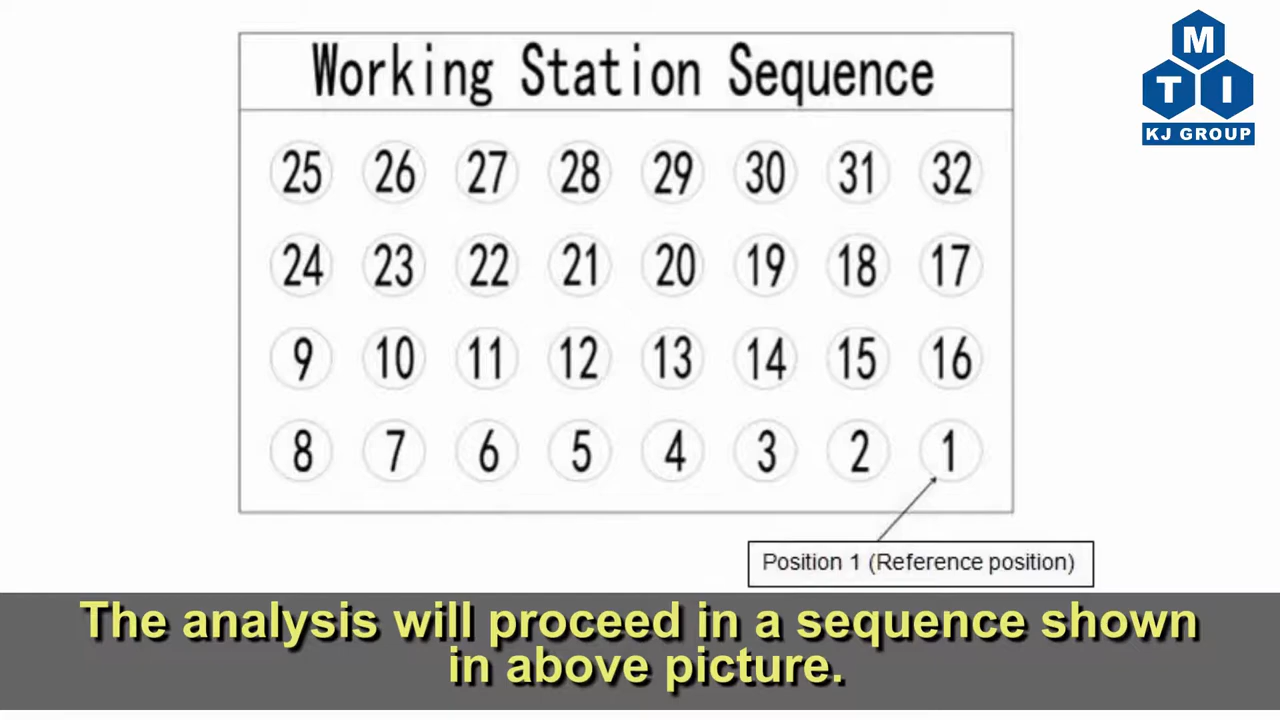 Working Station Sequence
M
T I
KJ GROUP
25 26 27 28 29 30 31 32
24 23 22 21 20 19 18 17
9 10 11 12 13 14 15 16
8 7 6 5 4 3 2 1
Position 1 (Reference position)
The analysis will proceed in a sequence shown
in above picture.